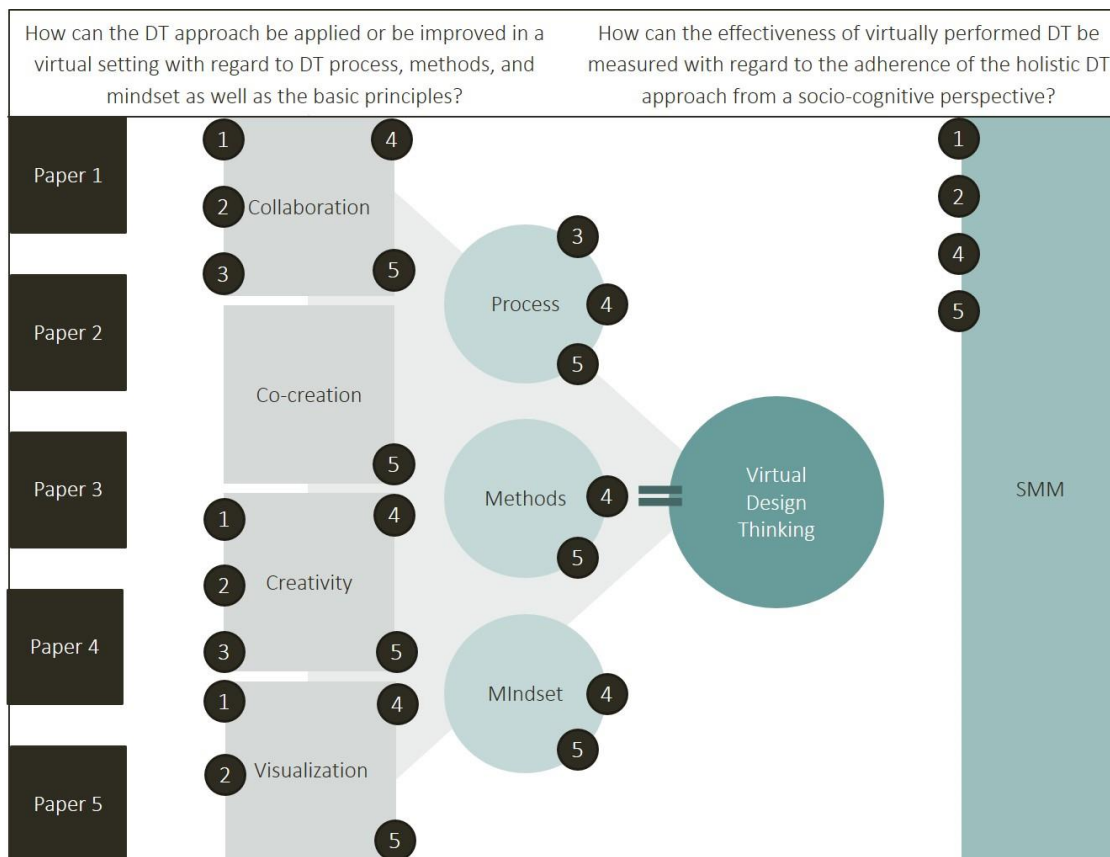 How can the DT approach be applied or be improved in a
virtual setting with regard to DT process, methods, and
mindset as well as the basic principles?
How can the effectiveness of virtually performed DT be
measured with regard to the adherence of the holistic DT
approach from a socio-cognitive perspective?
Paper 1
Paper 2
Paper 3
Paper 4
Paper 5
1
4
2
Collaboration
3
5
Co-creation
5
1
4
2
Creativity
3
5
1
4
2
Visualization
5
3
Process
4
5
Methods
4
5
MIndset
4
5
Virtual
Design
Thinking
1
2
4
5
SMM